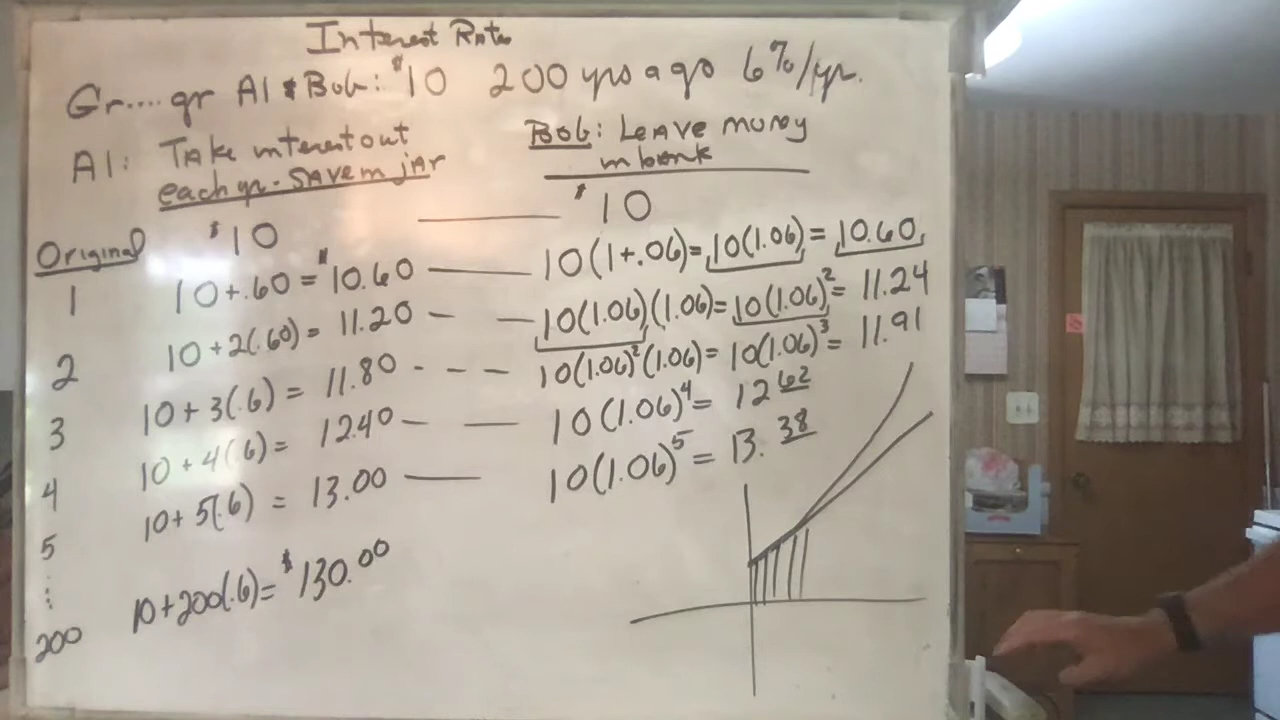 Interest Rates
Gr.... gr Al & Bob: $10 200 yrs ago 6%/yr.
Al: Take interest out
each yr. - save in jar
Bob: Leave money
in bank
Original $10 $10
1 10+.60 = $10.60 10(1+.06)= 10(1.06) = 10.60
2 10+2(.60) = 11.20 10(1.06)(1.06)= 10(1.06)²= 11.24
3 10+3(.6) = 11.80 10(1.06)²(1.06)= 10(1.06)³= 11.91
4 10+4(.6)= 12.40 10(1.06)⁴= 12 62
5 10+5(.6) = 13.00 10(1.06)⁵ = 13. 38
200 10+200(.6)= $130.00